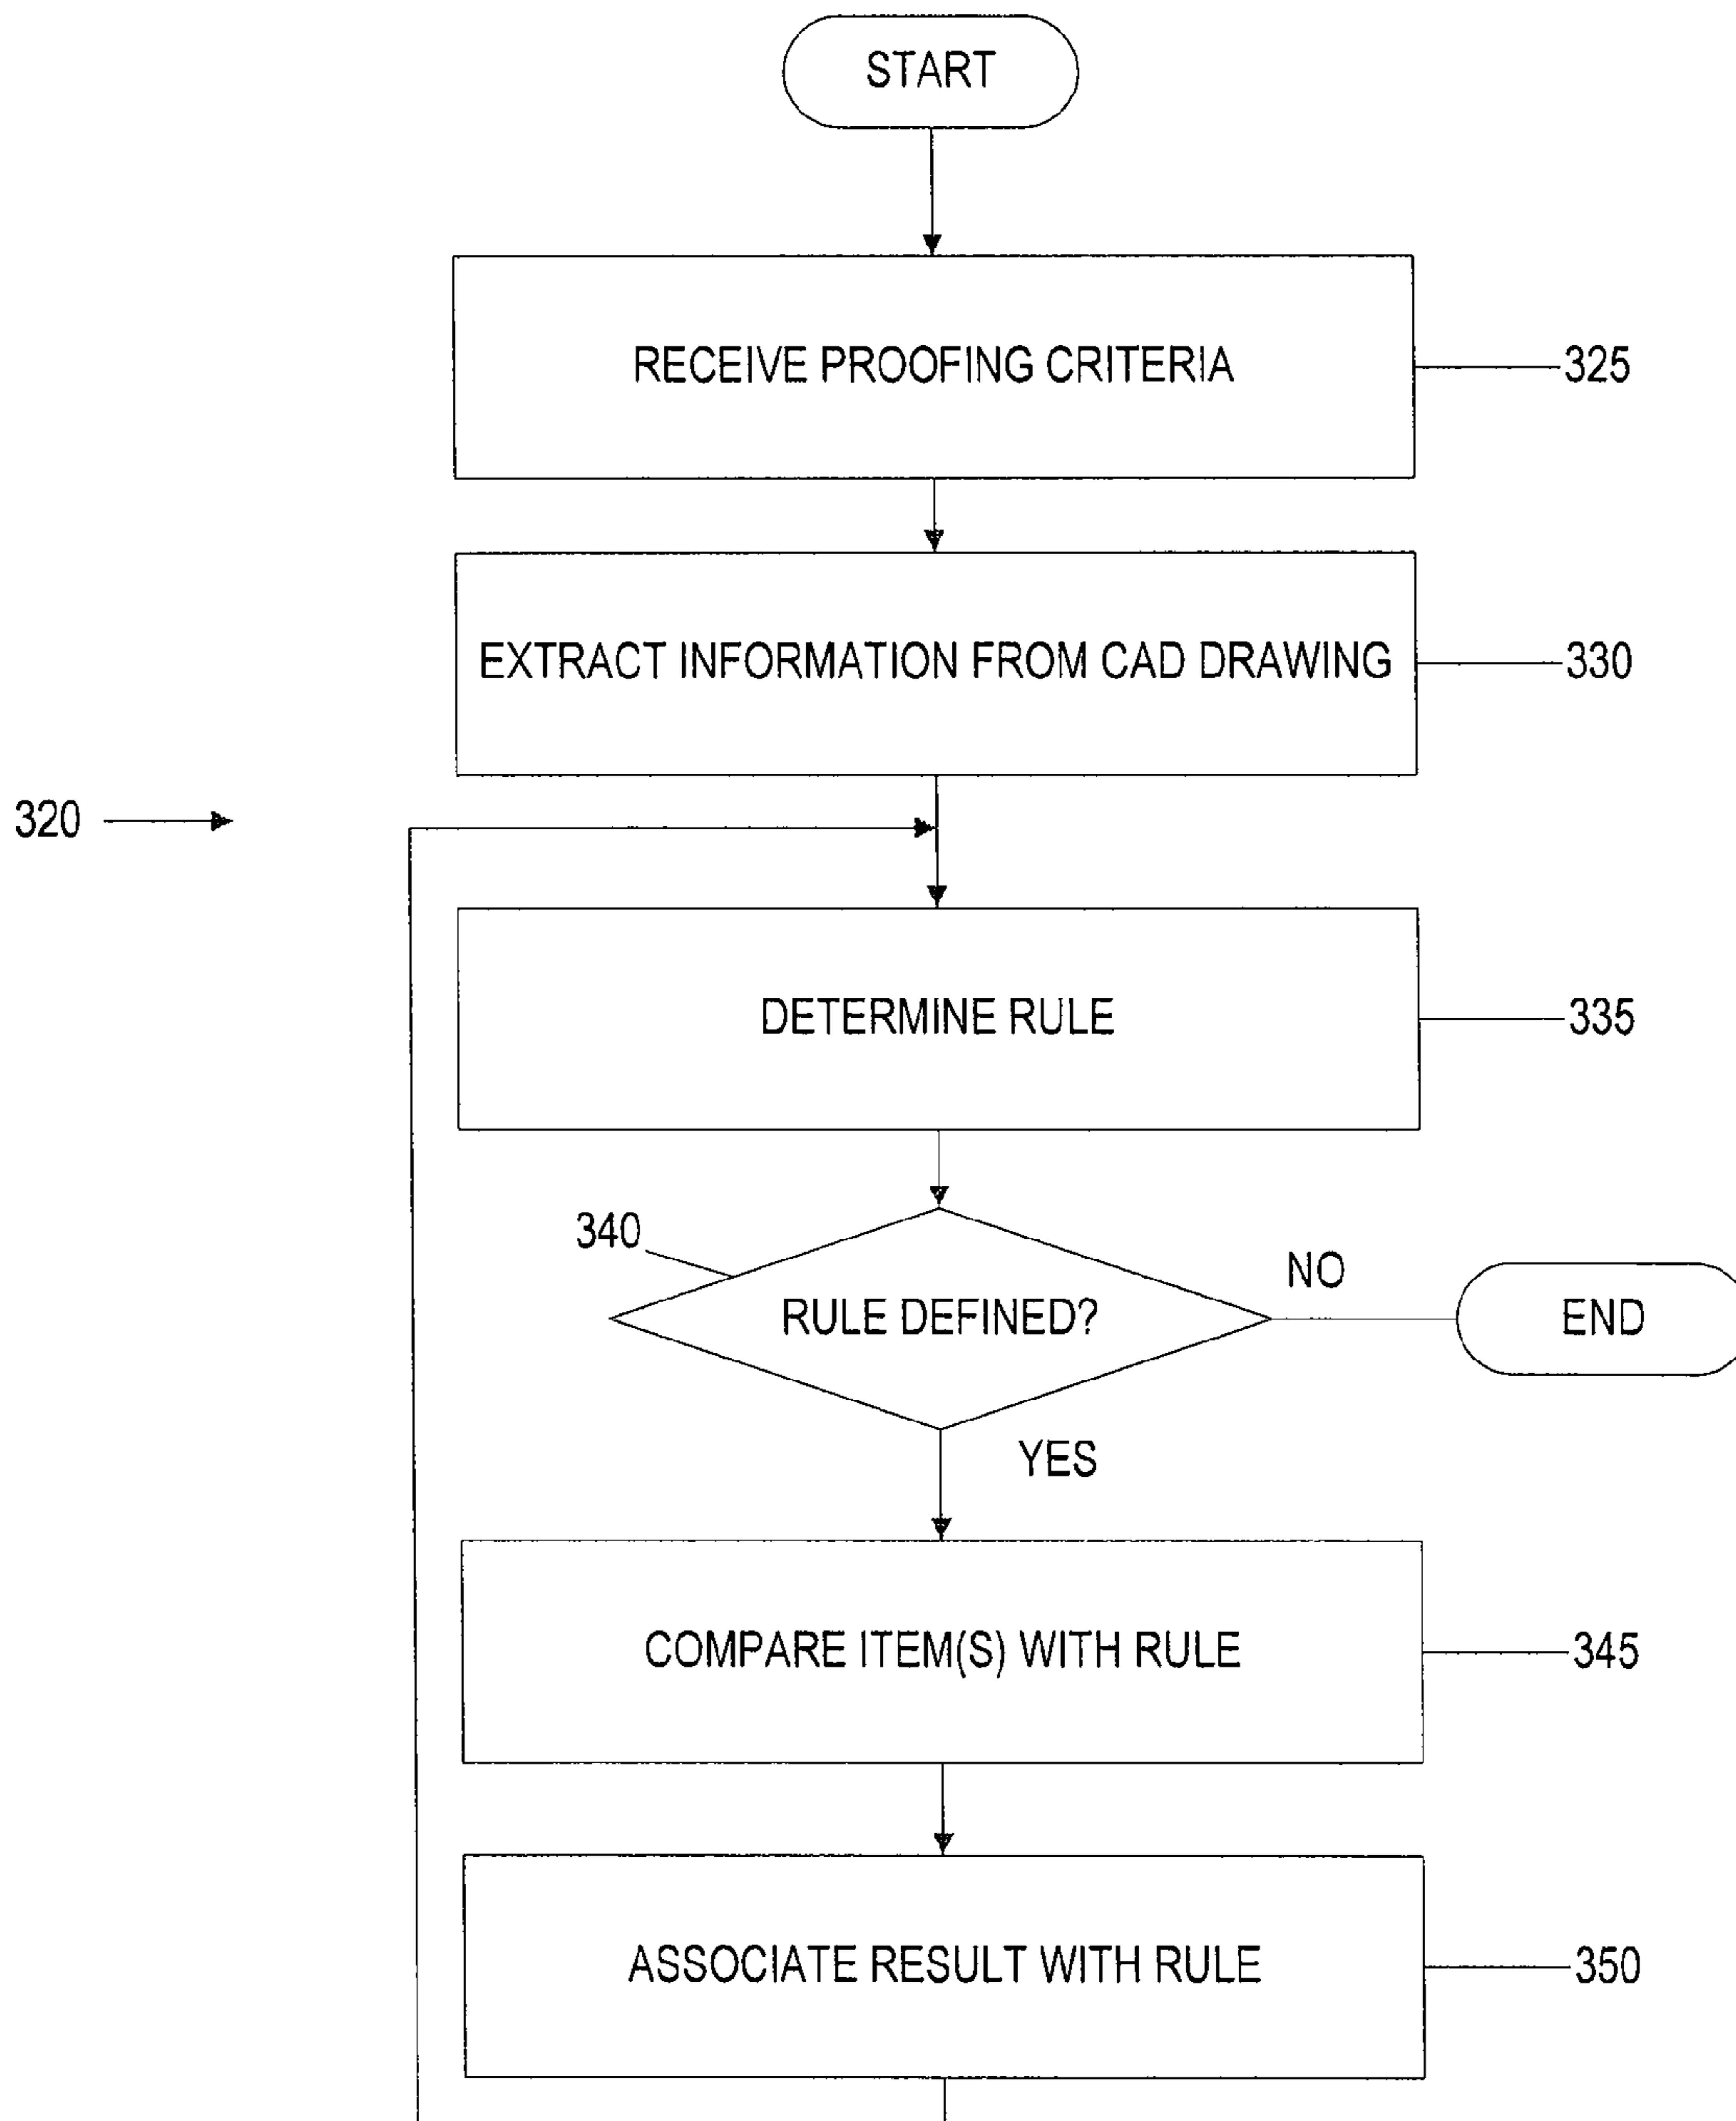 START
RECEIVE PROOFING CRITERIA
325
EXTRACT INFORMATION FROM CAD DRAWING
330
320
DETERMINE RULE
335
340
RULE DEFINED?
NO
END
YES
COMPARE ITEM(S) WITH RULE
345
ASSOCIATE RESULT WITH RULE
350